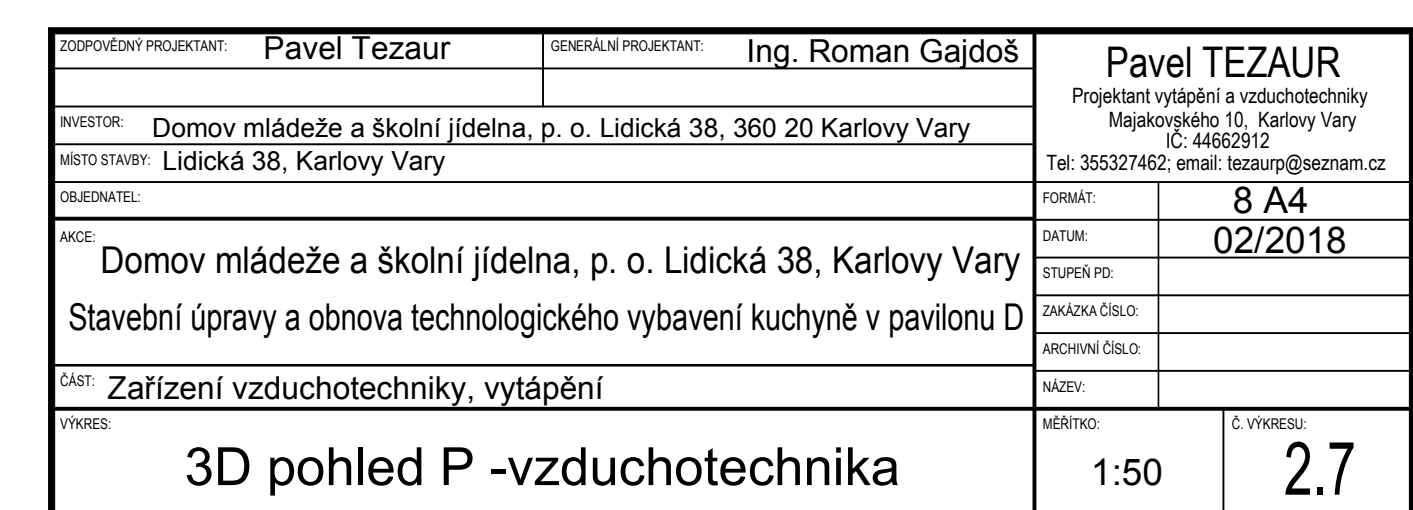 ZODPOVĚDNÝ PROJEKTANT: Pavel Tezaur
GENERÁLNÍ PROJEKTANT: Ing. Roman Gajdoš
INVESTOR: Domov mládeže a školní jídelna, p. o. Lidická 38, 360 20 Karlovy Vary
MÍSTO STAVBY: Lidická 38, Karlovy Vary
OBJEDNATEL:
AKCE: Domov mládeže a školní jídelna, p. o. Lidická 38, Karlovy Vary
Stavební úpravy a obnova technologického vybavení kuchyně v pavilonu D
ČÁST: Zařízení vzduchotechniky, vytápění
VÝKRES:
3D pohled P -vzduchotechnika
Pavel TEZAUR
Projektant vytápění a vzduchotechniky
Majakovského 10, Karlovy Vary
IČ: 44662912
Tel: 355327462; email: tezaurp@seznam.cz
FORMÁT: 8 A4
DATUM: 02/2018
STUPEŇ PD:
ZAKÁZKA ČÍSLO:
ARCHIVNÍ ČÍSLO:
NÁZEV:
MĚŘÍTKO: 1:50
Č. VÝKRESU: 2.7